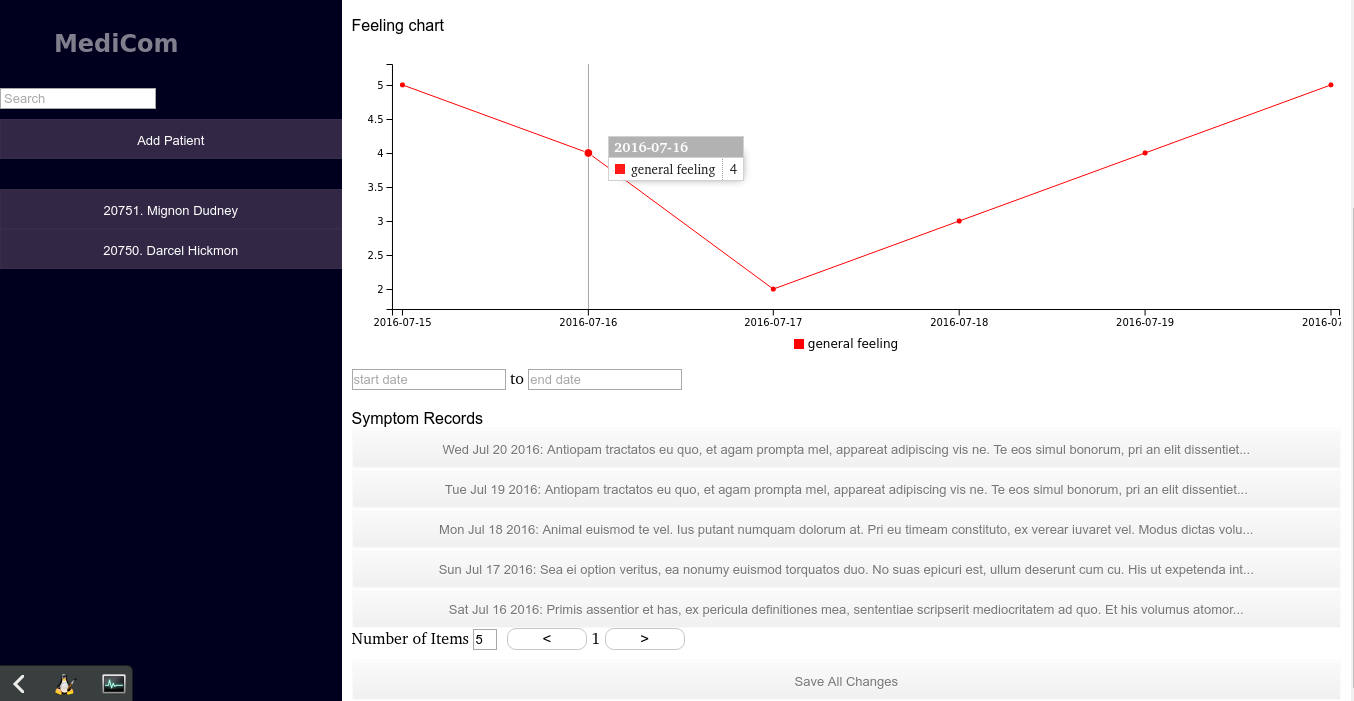 MediCom
Search
Add Patient
20751. Mignon Dudney
20750. Darcel Hickmon
Feeling chart
5
4.5
4
3.5
3
2.5
2
2016-07-16
general feeling 4
2016-07-15 2016-07-16 2016-07-17 2016-07-18 2016-07-19 2016-07
general feeling
start date to end date
Symptom Records
Wed Jul 20 2016: Antiopam tractatos eu quo, et agam prompta mel, appareat adipiscing vis ne. Te eos simul bonorum, pri an elit dissentiet...
Tue Jul 19 2016: Antiopam tractatos eu quo, et agam prompta mel, appareat adipiscing vis ne. Te eos simul bonorum, pri an elit dissentiet...
Mon Jul 18 2016: Animal euismod te vel. Ius putant numquam dolorum at. Pri eu timeam constituto, ex verear iuvaret vel. Modus dictas volu...
Sun Jul 17 2016: Sea ei option veritus, ea nonumy euismod torquatos duo. No suas epicuri est, ullum deserunt cum cu. His ut expetenda int...
Sat Jul 16 2016: Primis assentior et has, ex pericula definitiones mea, sententiae scripserit mediocritatem ad quo. Et his volumus atomor...
Number of Items 5 < 1 >
Save All Changes